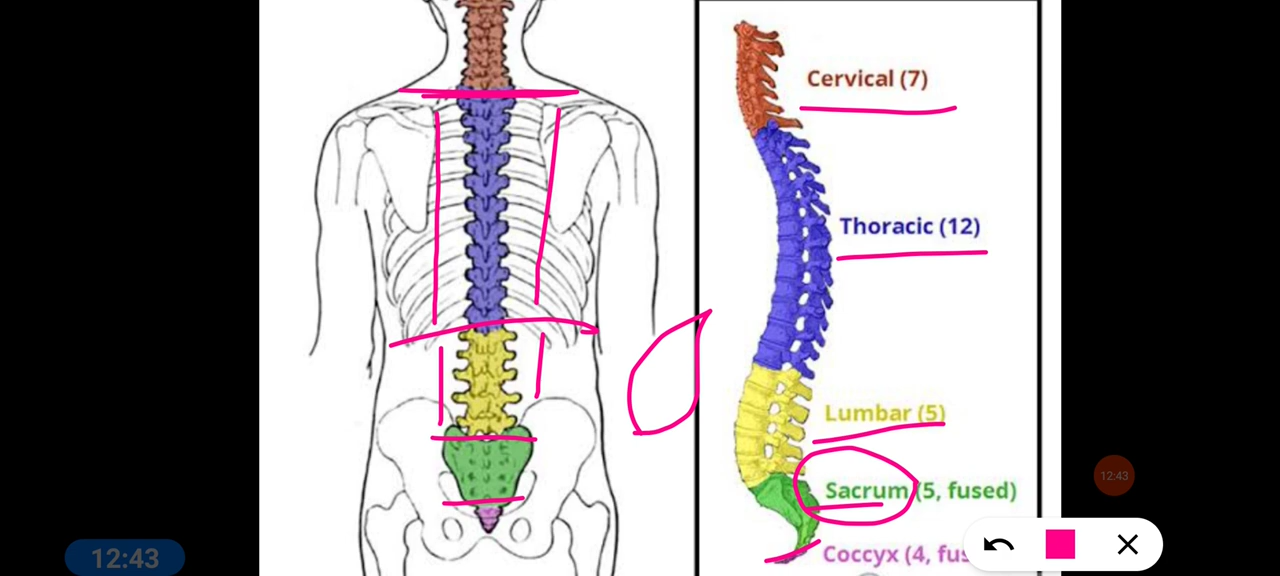 Cervical (7)
Thoracic (12)
Lumbar (5)
Sacrum (5, fused)
Coccyx (4,
12:43
12:43